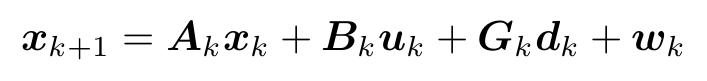 x_{k+1} = A_k x_k + B_k u_k + G_k d_k + w_k